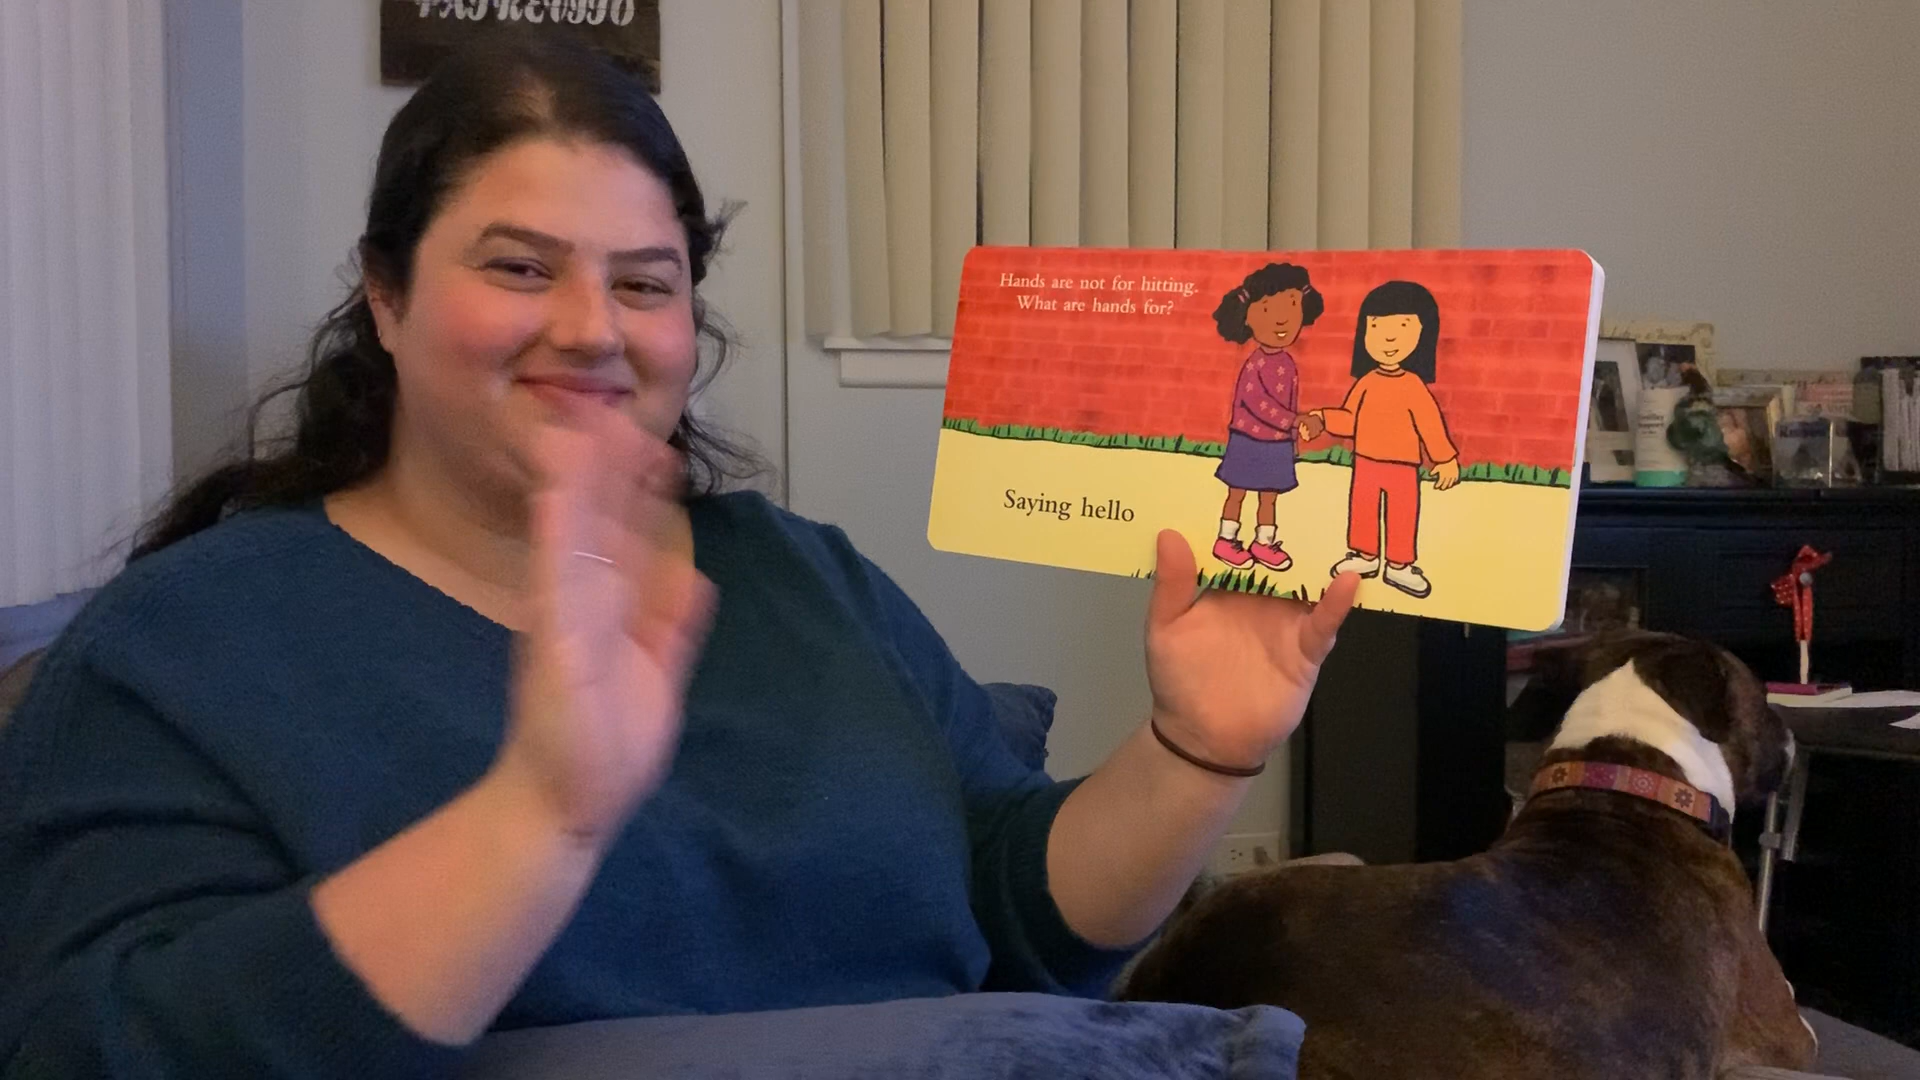 Hands are not for hitting.
What are hands for?
Saying hello